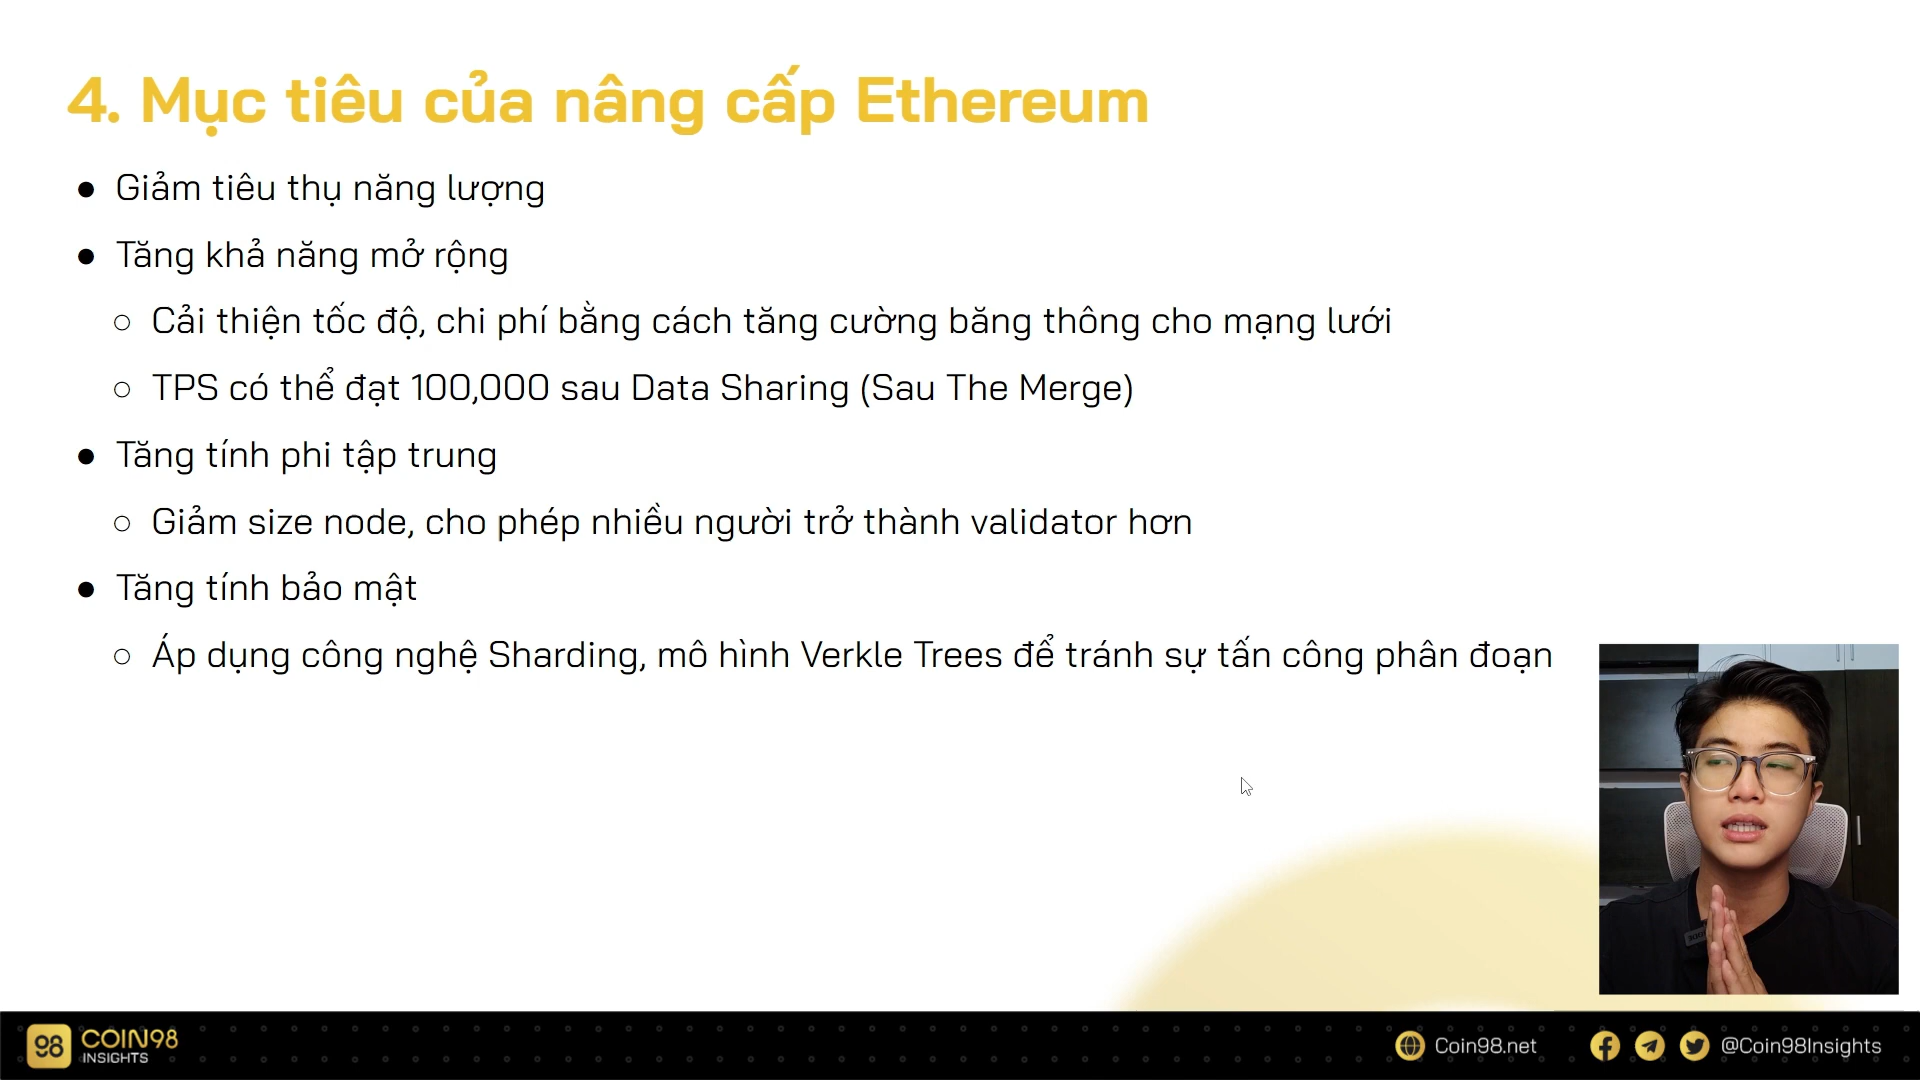 4. Mục tiêu của nâng cấp Ethereum
● Giảm tiêu thụ năng lượng
● Tăng khả năng mở rộng
○ Cải thiện tốc độ, chi phí bằng cách tăng cường băng thông cho mạng lưới
○ TPS có thể đạt 100,000 sau Data Sharing (Sau The Merge)
● Tăng tính phi tập trung
○ Giảm size node, cho phép nhiều người trở thành validator hơn
● Tăng tính bảo mật
○ Áp dụng công nghệ Sharding, mô hình Verkle Trees để tránh sự tấn công phân đoạn
98 COIN98
INSIGHTS
Coin98.net
@Coin98Insights